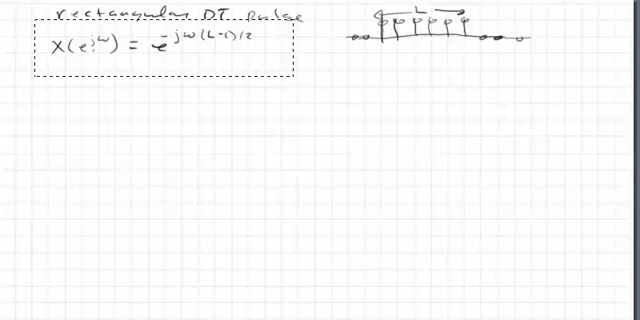 rectangular DT pulse
L
X(e^{jω}) = e^{-jω(L-1)/2}